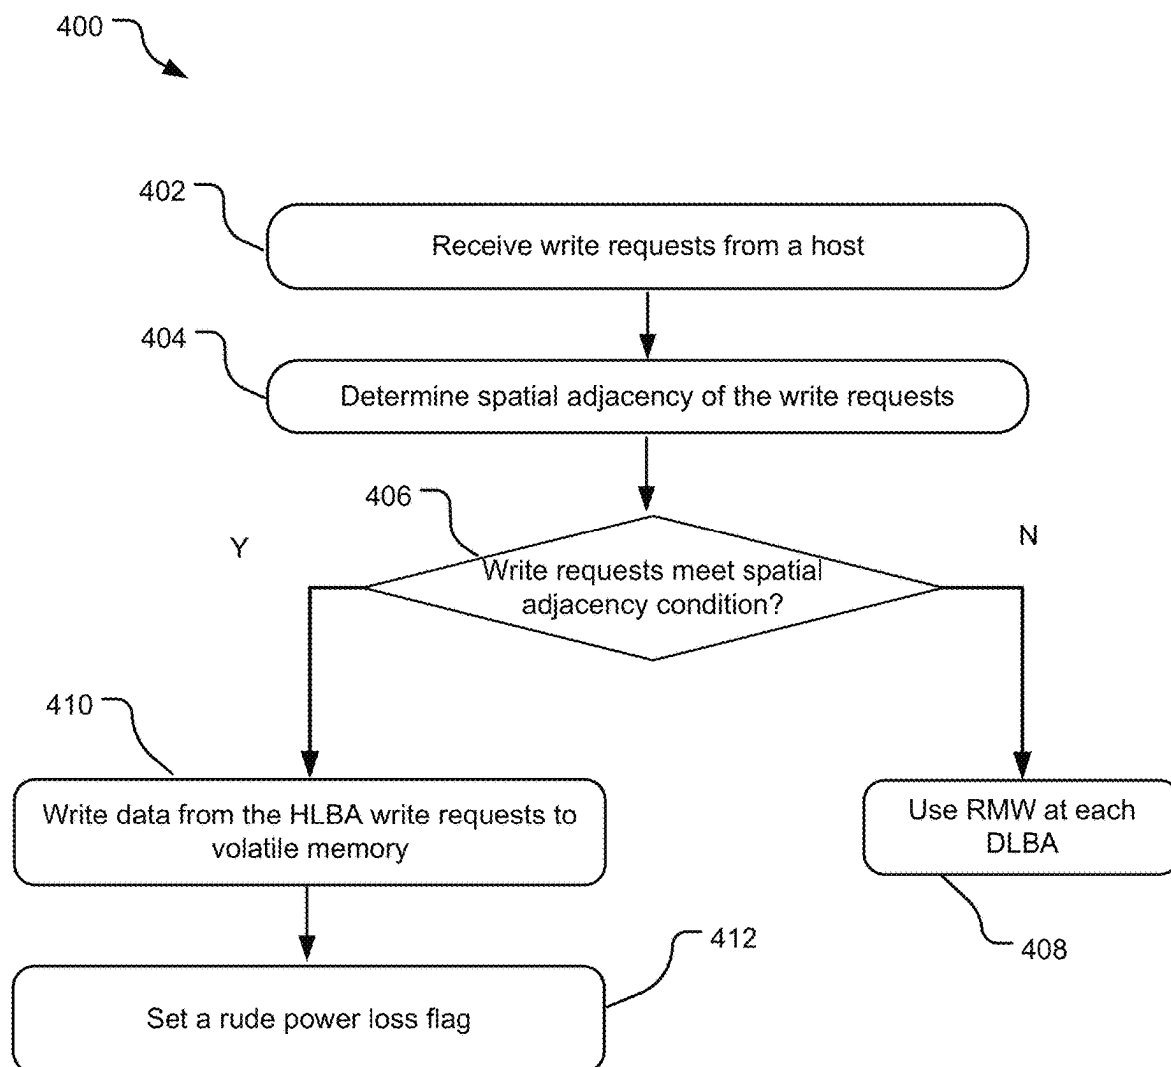 400
402
Receive write requests from a host
404
Determine spatial adjacency of the write requests
406
Y
N
Write requests meet spatial
adjacency condition?
410
Write data from the HLBA write requests to
volatile memory
Use RMW at each
DLBA
412
408
Set a rude power loss flag